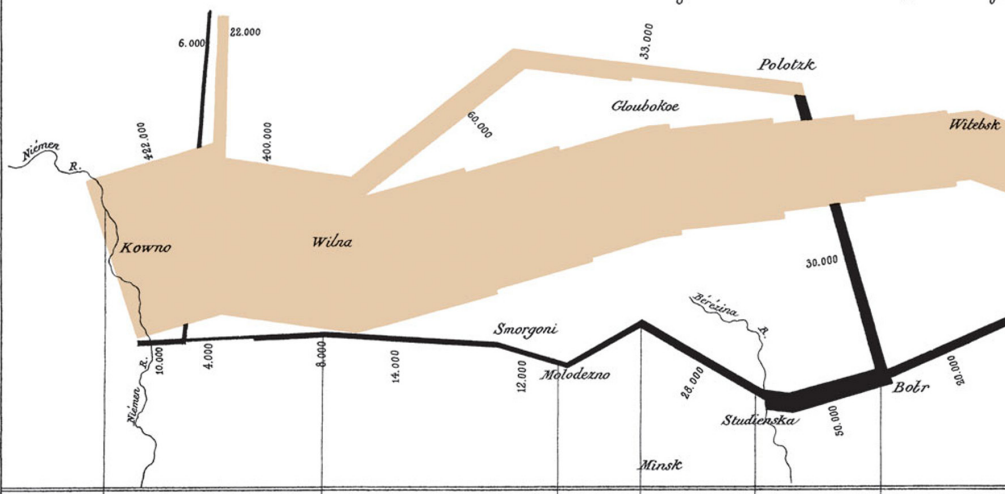 6.000
22.000
33.000
Polotzk
Gloubokoe
60.000
422.000
400.000
Witebsk
Niémen
R.
Kowno
Wilna
30.000
Bérézina
R.
Smorgoni
R.
10.000
4.000
8.000
14.000
12.000
Molodezno
28.000
20.000
Bobr
Niémen
Studienska
50.000
Minsk